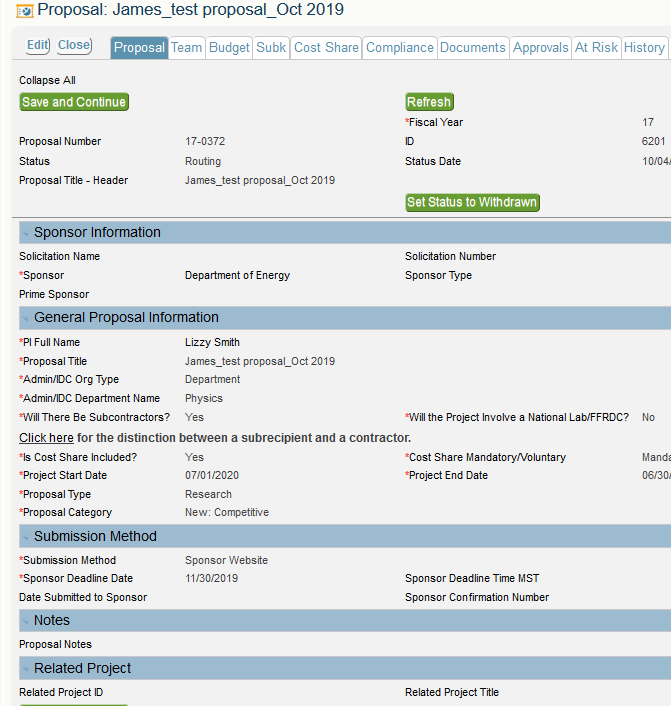 Proposal: James_test proposal_Oct 2019
Edit Close Proposal Team Budget Subk Cost Share Compliance Documents Approvals At Risk History
Collapse All
Save and Continue Refresh
*Fiscal Year 17
Proposal Number 17-0372 ID 6201
Status Routing Status Date 10/04/
Proposal Title - Header James_test proposal_Oct 2019
Set Status to Withdrawn
Sponsor Information
Solicitation Name Solicitation Number
*Sponsor Department of Energy Sponsor Type
Prime Sponsor
General Proposal Information
*PI Full Name Lizzy Smith
*Proposal Title James_test proposal_Oct 2019
*Admin/IDC Org Type Department
*Admin/IDC Department Name Physics
*Will There Be Subcontractors? Yes *Will the Project Involve a National Lab/FFRDC? No
Click here for the distinction between a subrecipient and a contractor.
*Is Cost Share Included? Yes *Cost Share Mandatory/Voluntary Manda
*Project Start Date 07/01/2020 *Project End Date 06/30/
*Proposal Type Research
*Proposal Category New: Competitive
Submission Method
*Submission Method Sponsor Website
*Sponsor Deadline Date 11/30/2019 Sponsor Deadline Time MST
Date Submitted to Sponsor Sponsor Confirmation Number
Notes
Proposal Notes
Related Project
Related Project ID Related Project Title